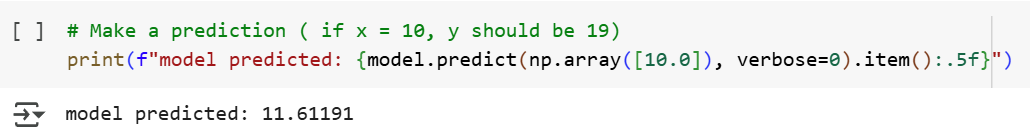 [ ] # Make a prediction ( if x = 10, y should be 19)
print(f"model predicted: {model.predict(np.array([10.0]), verbose=0).item():.5f}")
model predicted: 11.61191